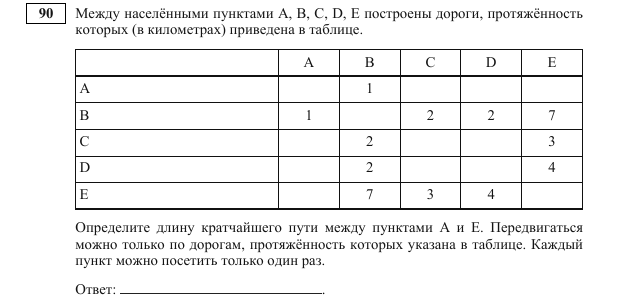 90 Между населёнными пунктами A, B, C, D, E построены дороги, протяжённость
которых (в километрах) приведена в таблице.
A B C D E
A 1
B 1 2 2 7
C 2 3
D 2 4
E 7 3 4
Определите длину кратчайшего пути между пунктами A и E. Передвигаться
можно только по дорогам, протяжённость которых указана в таблице. Каждый
пункт можно посетить только один раз.
Ответ: .